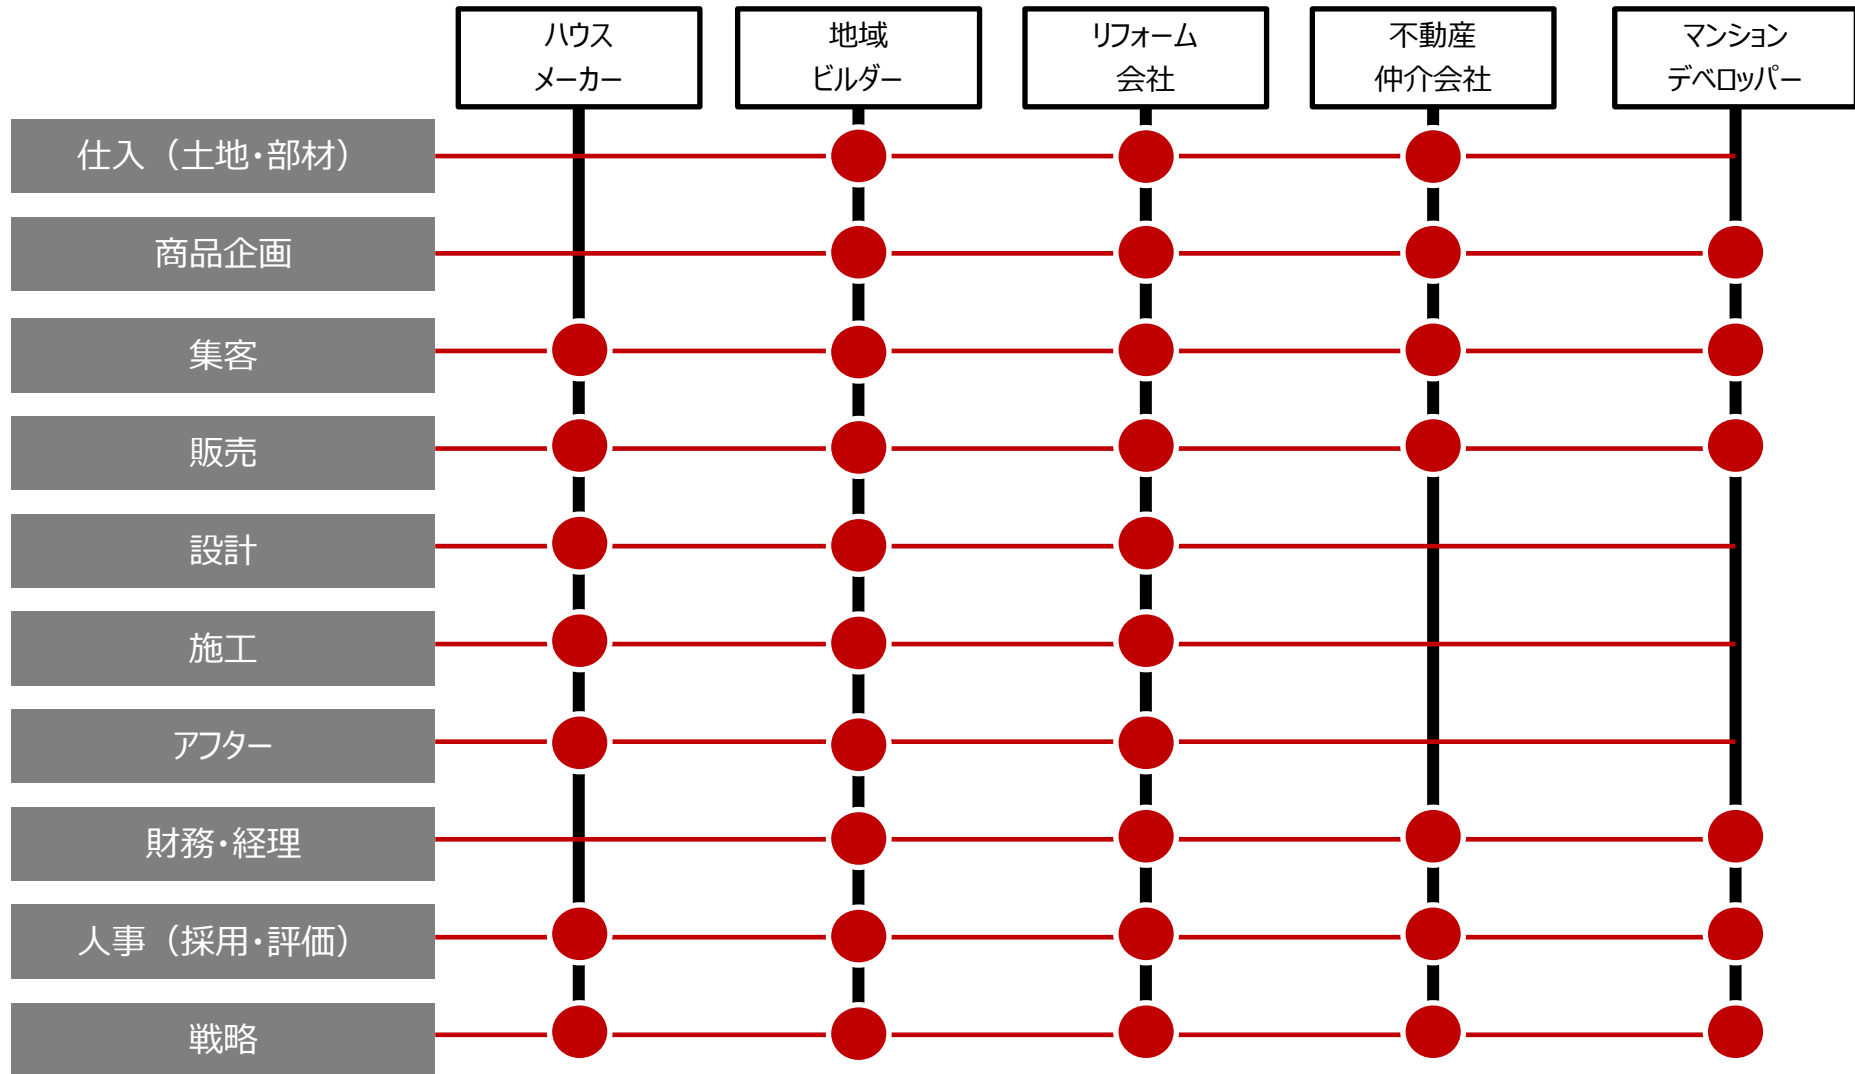 ハウス
メーカー
地域
ビルダー
リフォーム
会社
不動産
仲介会社
マンション
デベロッパー
仕入（土地・部材）
商品企画
集客
販売
設計
施工
アフター
財務・経理
人事（採用・評価）
戦略